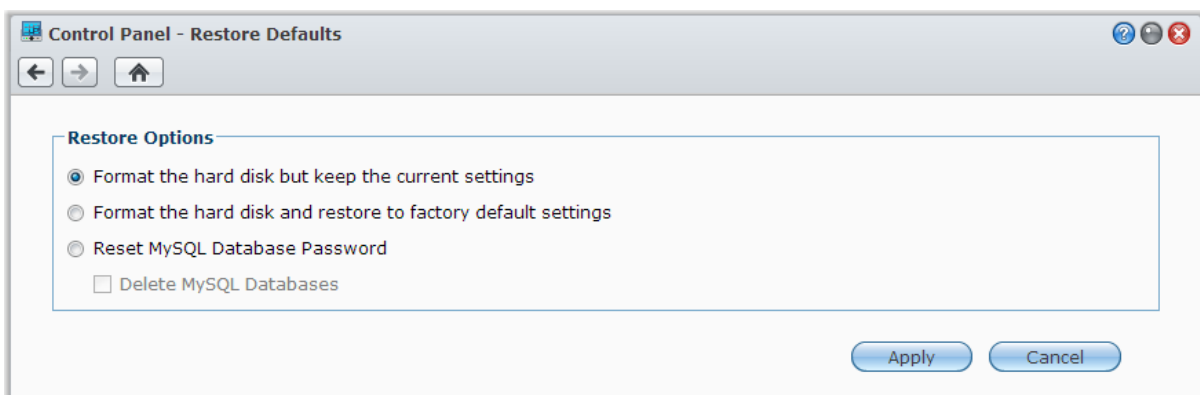 Control Panel - Restore Defaults
Restore Options
Format the hard disk but keep the current settings
Format the hard disk and restore to factory default settings
Reset MySQL Database Password
Delete MySQL Databases
Apply Cancel